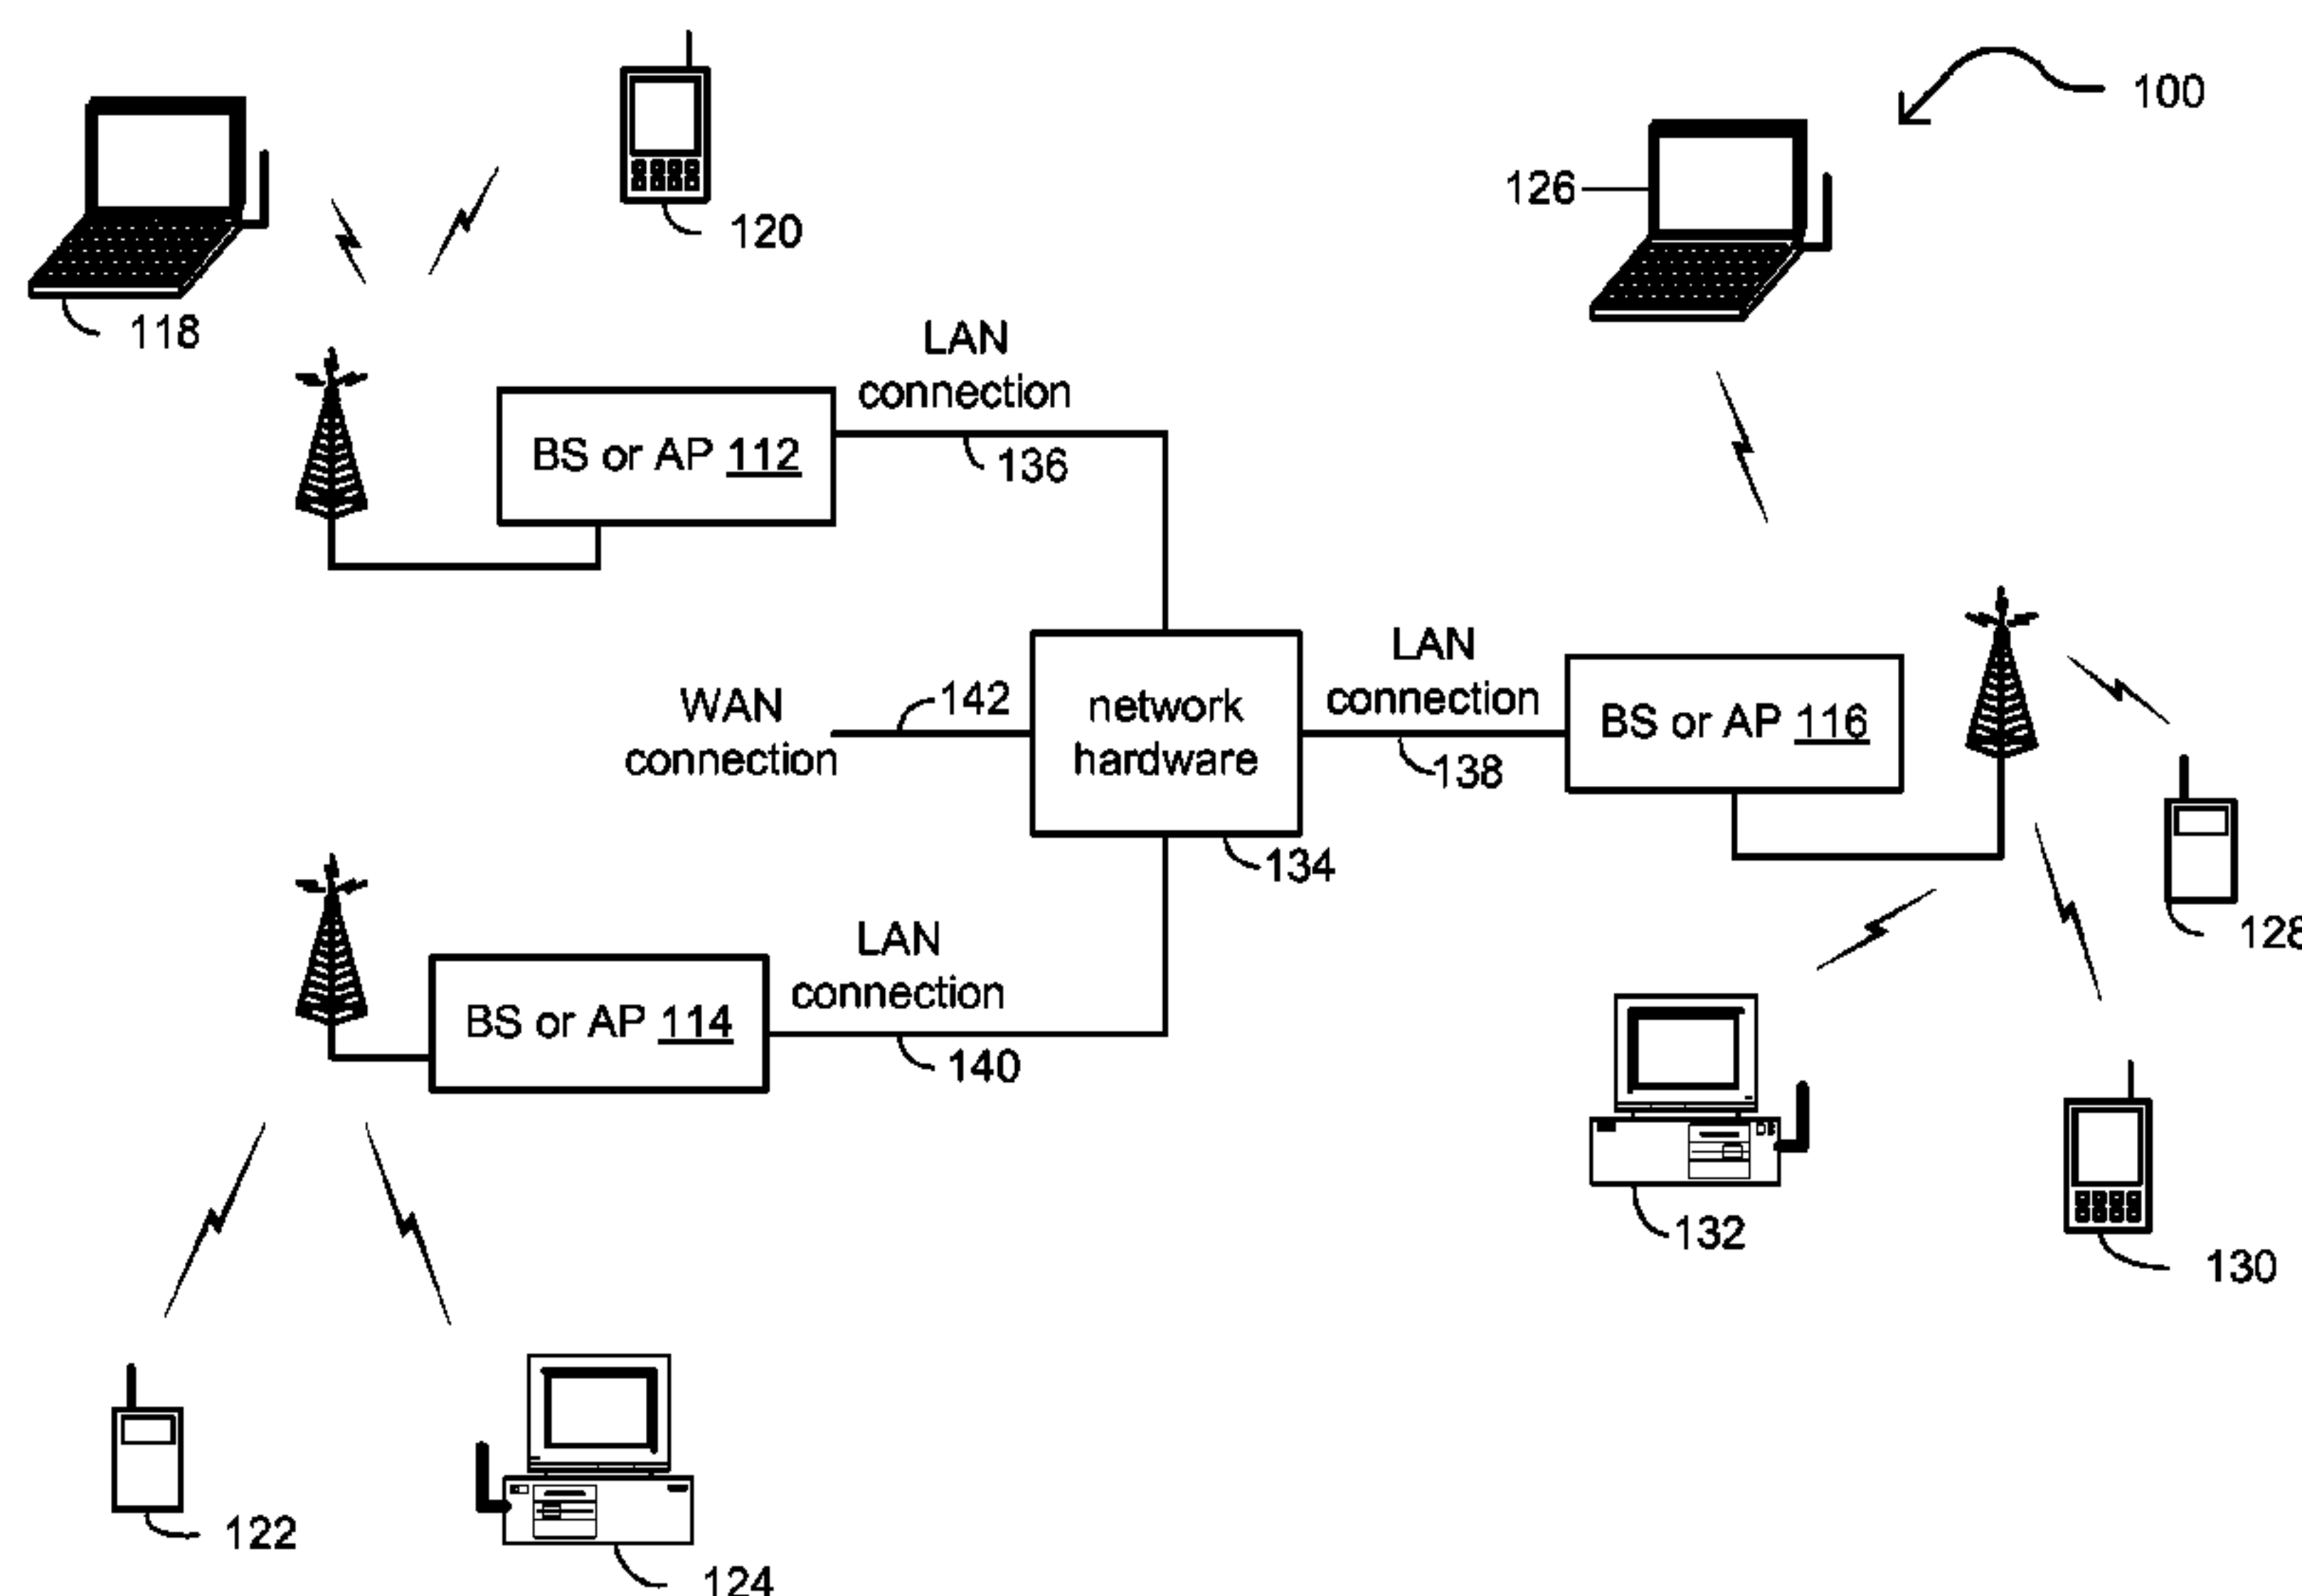 100
120
126
118
LAN
connection
BS or AP 112
136
LAN
connection
WAN
connection
142
network
hardware
BS or AP 116
138
134
128
LAN
connection
BS or AP 114
140
132
130
122
124